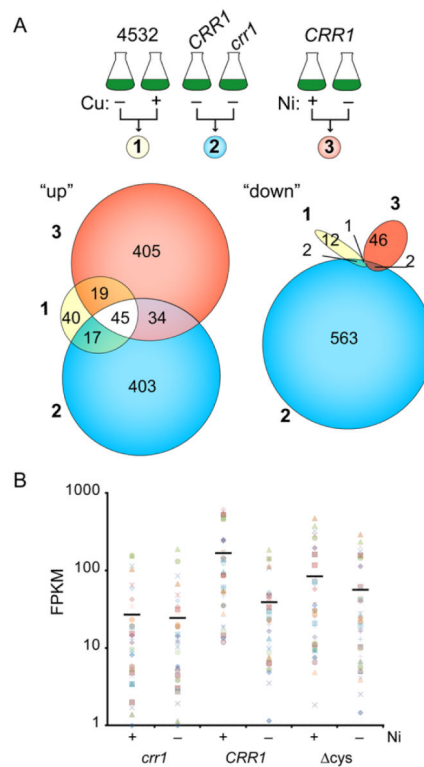 A
4532 CRR1 crr1 CRR1
Cu: – + – – Ni: + –
1 2 3
"up" "down"
3
405
19
1 40 45 34
17
403
2
1 12 1 3 46
2 2
563
2
B
1000
100
10
1
FPKM
+ – + – + – Ni
crr1 CRR1 Δcys